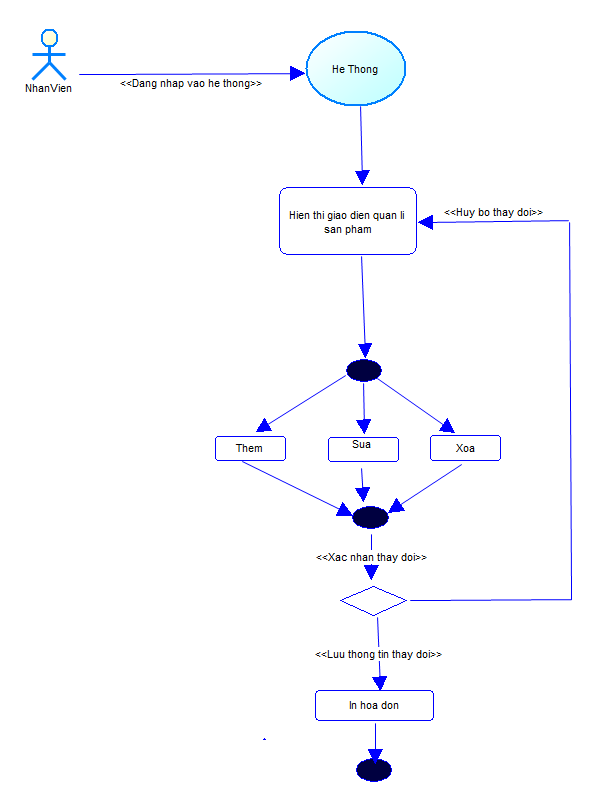 NhanVien
<<Dang nhap vao he thong>>
He Thong
Hien thi giao dien quan li
san pham
<<Huy bo thay doi>>
Them
Sua
Xoa
<<Xac nhan thay doi>>
<<Luu thong tin thay doi>>
In hoa don